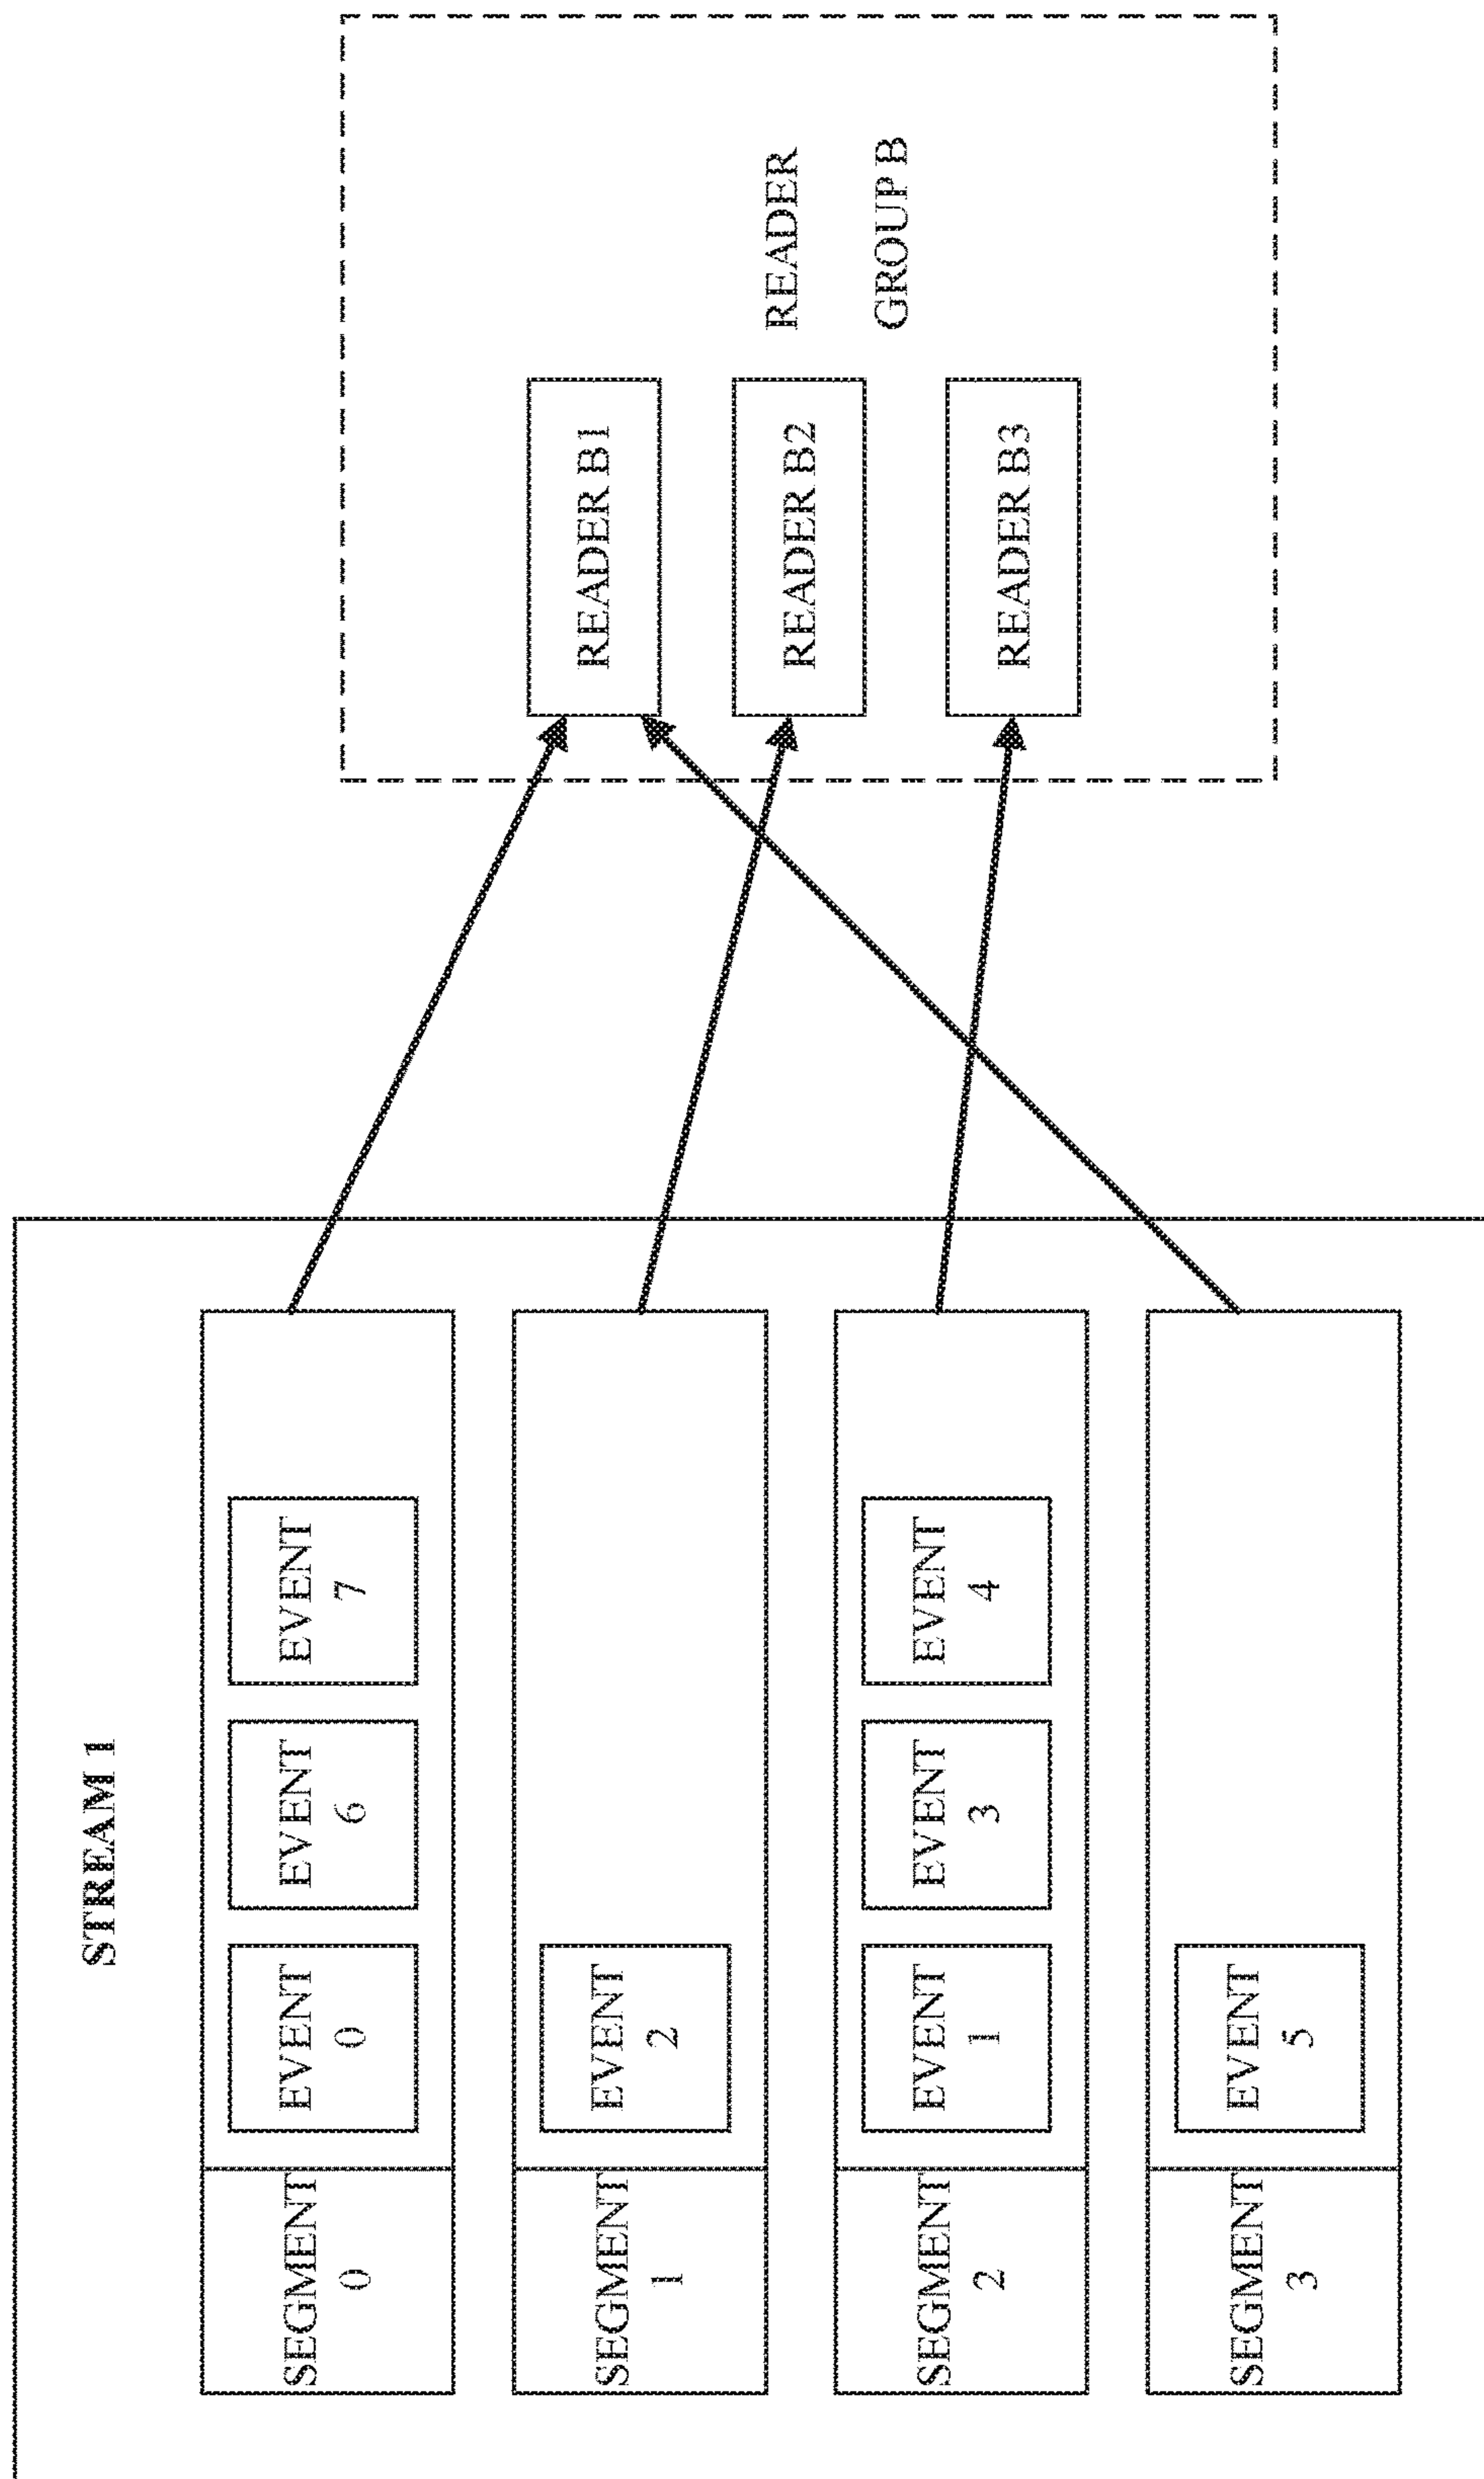 STREAM 1
SEGMENT
0
EVENT
0
EVENT
6
EVENT
7
SEGMENT
1
EVENT
2
SEGMENT
2
EVENT
1
EVENT
3
EVENT
4
SEGMENT
3
EVENT
5
READER B1
READER B2
READER B3
READER
GROUP B